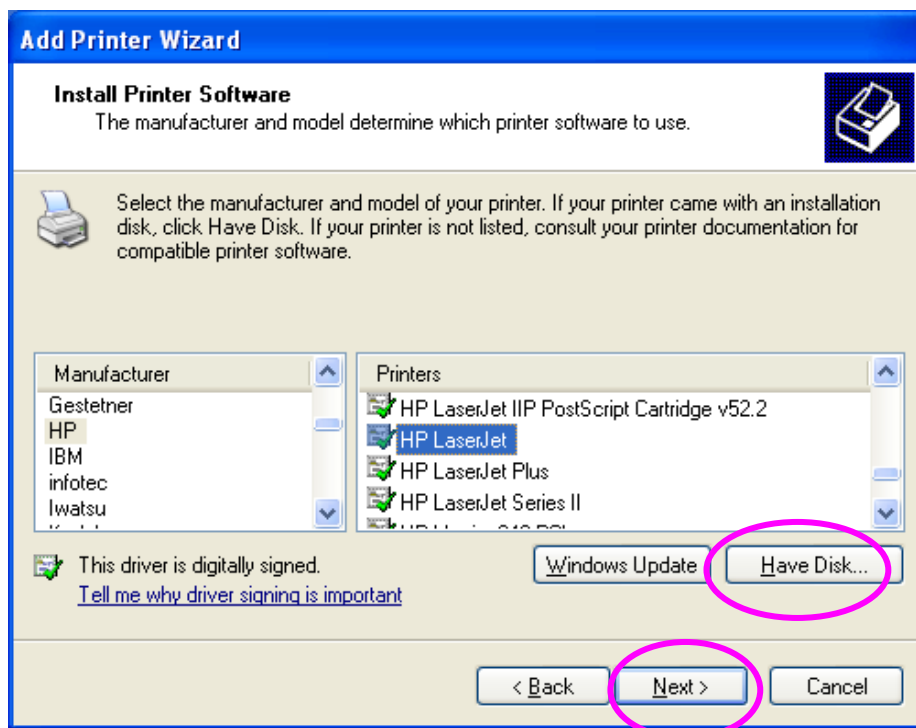 Add Printer Wizard
Install Printer Software
The manufacturer and model determine which printer software to use.
Select the manufacturer and model of your printer. If your printer came with an installation
disk, click Have Disk. If your printer is not listed, consult your printer documentation for
compatible printer software.
Manufacturer
Gestetner
HP
IBM
infotec
Iwatsu
Printers
HP LaserJet IIP PostScript Cartridge v52.2
HP LaserJet
HP LaserJet Plus
HP LaserJet Series II
This driver is digitally signed.
Tell me why driver signing is important
Windows Update
Have Disk...
< Back
Next >
Cancel